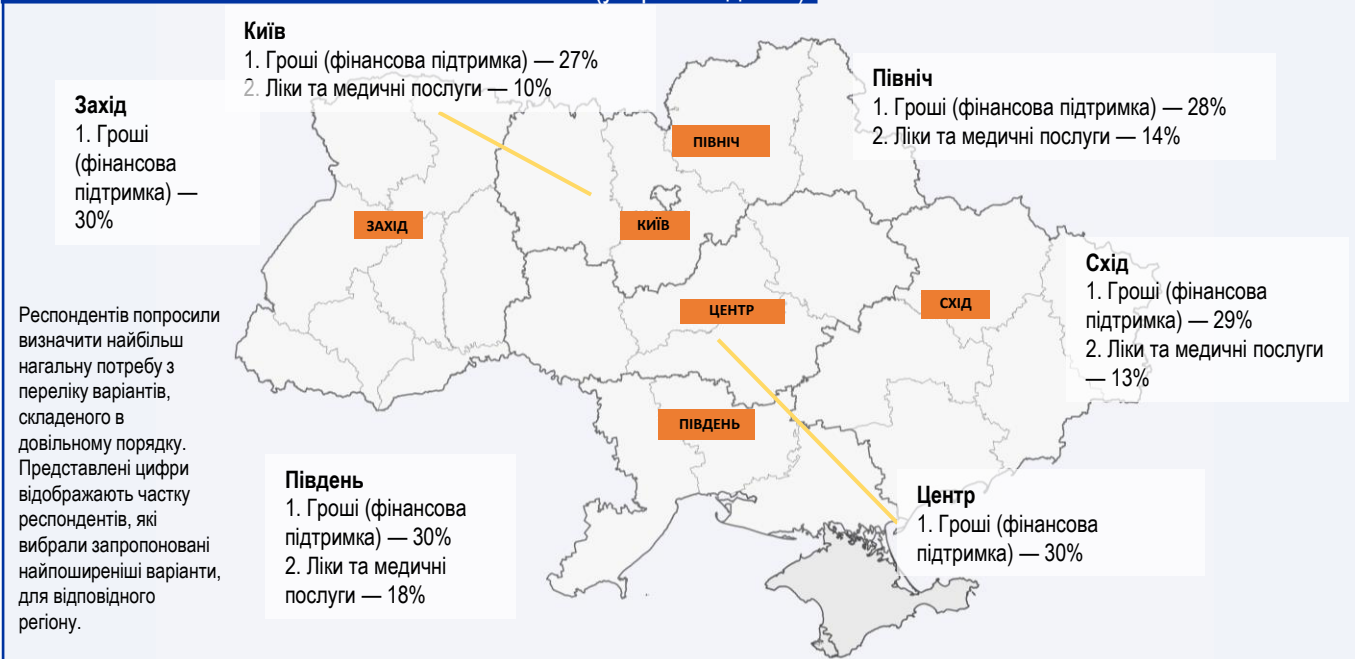 Київ
1. Гроші (фінансова підтримка) — 27%
2. Ліки та медичні послуги — 10%
Північ
1. Гроші (фінансова підтримка) — 28%
2. Ліки та медичні послуги — 14%
Захід
1. Гроші
(фінансова
підтримка) —
30%
ПІВНІЧ
ЗАХІД
КИЇВ
Схід
1. Гроші (фінансова
підтримка) — 29%
2. Ліки та медичні послуги
— 13%
СХІД
ЦЕНТР
ПІВДЕНЬ
Респондентів попросили
визначити найбільш
нагальну потребу з
переліку варіантів,
складеного в
довільному порядку.
Представлені цифри
відображають частку
респондентів, які
вибрали запропоновані
найпоширеніші варіанти,
для відповідного
регіону.
Південь
1. Гроші (фінансова
підтримка) — 30%
2. Ліки та медичні
послуги — 18%
Центр
1. Гроші (фінансова
підтримка) — 30%